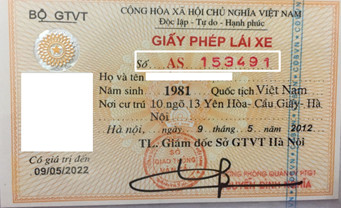 BỘ GTVT
CỘNG HÒA XÃ HỘI CHỦ NGHĨA VIỆT NAM
Độc lập - Tự do - Hạnh phúc
GIẤY PHÉP LÁI XE
Số: AS 153491
Họ và tên
Năm sinh 1981 Quốc tịch Việt Nam
Nơi cư trú 10 ngõ 13 Yên Hòa- Cầu Giấy- Hà
Nội
Hà nội, ngày 9 tháng 5 năm 2012
TL. Giám đốc Sở GTVT Hà Nội
Có giá trị đến
09/05/2022